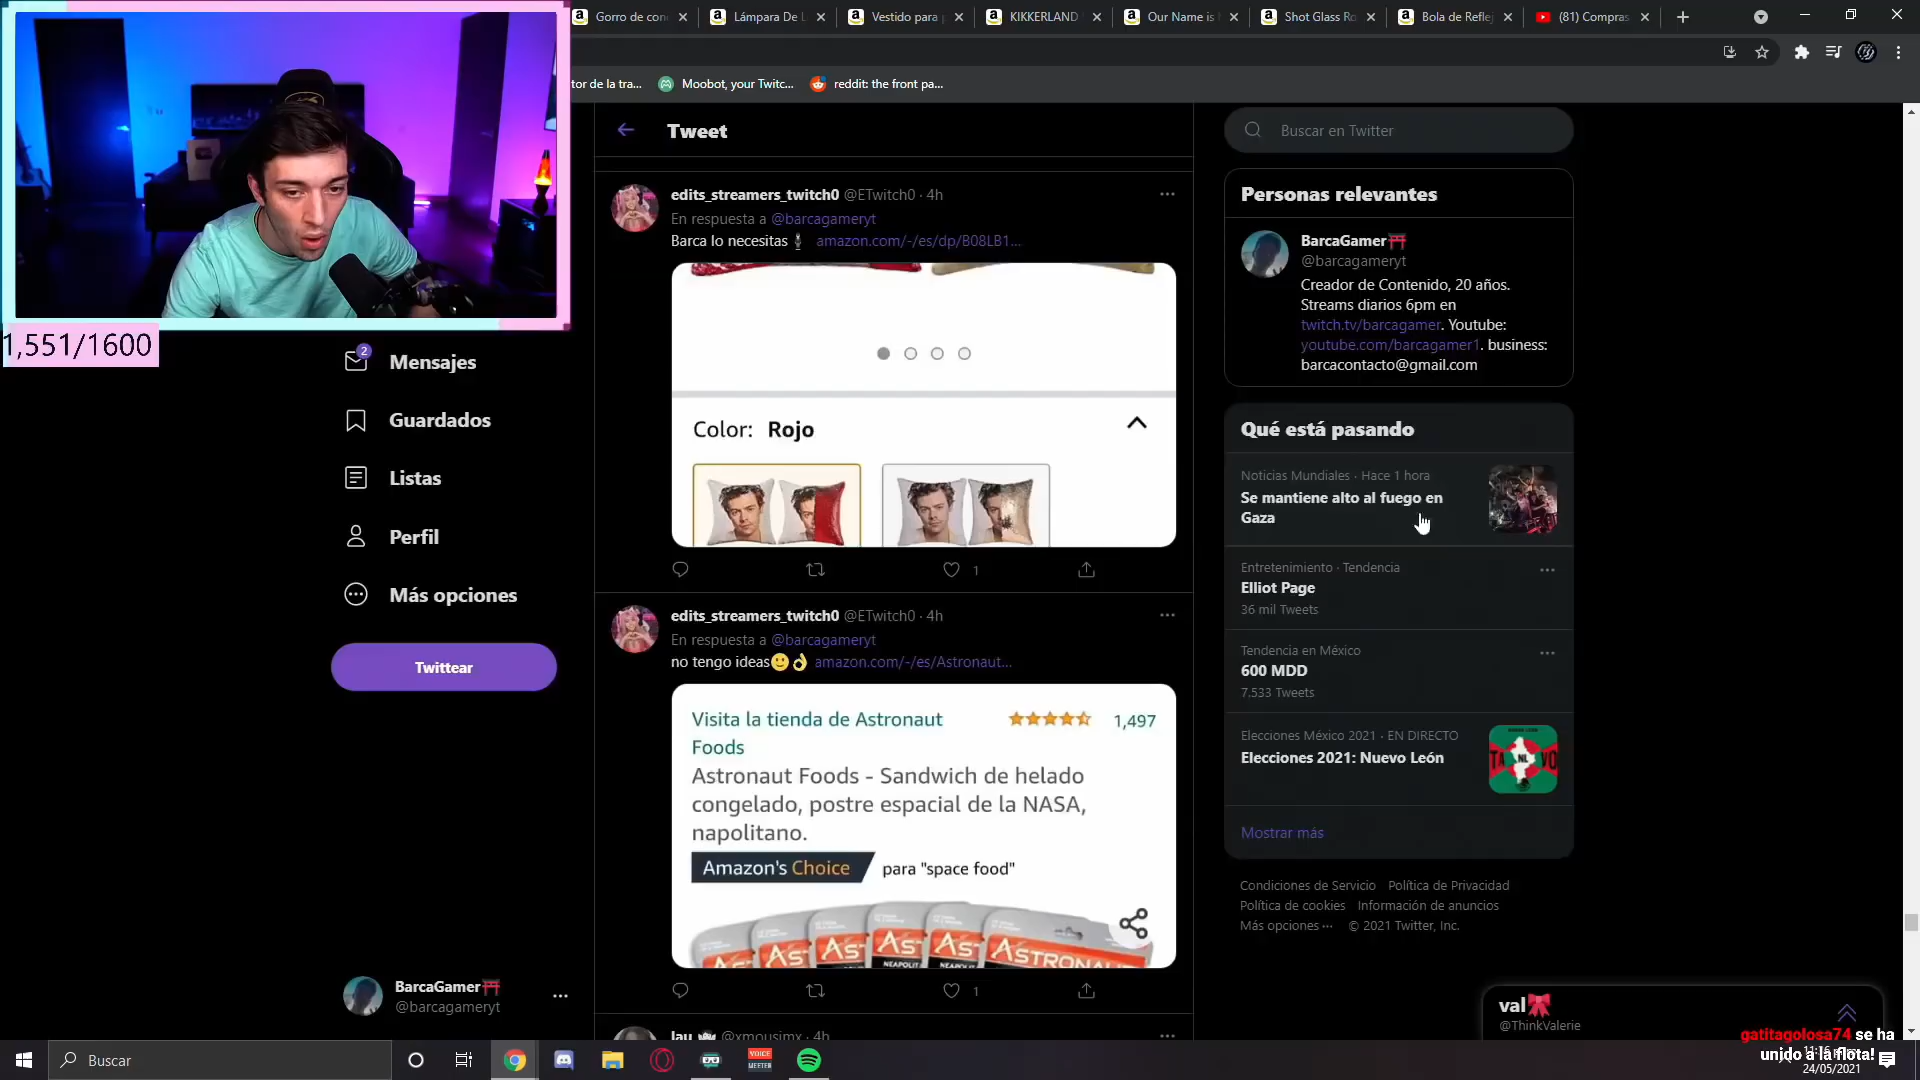 Gorro de con
Lámpara De L
Vestido para
KIKKERLAND
Our Name is
Shot Glass Ro
Bola de Refle
(81) Compras
tor de la tra...
Moobot, your Twitc...
reddit: the front pa...
1,551/1600
2
Mensajes
Guardados
Listas
Perfil
Más opciones
Twittear
BarcaGamer
@barcagameryt
Tweet
edits_streamers_twitch0 @ETwitch0 · 4h
En respuesta a @barcagameryt
Barca lo necesitas amazon.com/-/es/dp/B08LB1...
Color: Rojo
1
edits_streamers_twitch0 @ETwitch0 · 4h
En respuesta a @barcagameryt
no tengo ideas amazon.com/-/es/Astronaut...
Visita la tienda de Astronaut
Foods
1,497
Astronaut Foods - Sandwich de helado
congelado, postre espacial de la NASA,
napolitano.
Amazon's Choice para "space food"
ASTRONAUT
1
lau @xmousimx · 4h
Buscar en Twitter
Personas relevantes
BarcaGamer
@barcagameryt
Creador de Contenido, 20 años.
Streams diarios 6pm en
twitch.tv/barcagamer. Youtube:
youtube.com/barcagamer1. business:
barcacontacto@gmail.com
Qué está pasando
Noticias Mundiales · Hace 1 hora
Se mantiene alto al fuego en
Gaza
Entretenimiento · Tendencia
Elliot Page
36 mil Tweets
Tendencia en México
600 MDD
7,533 Tweets
Elecciones México 2021 · EN DIRECTO
Elecciones 2021: Nuevo León
Mostrar más
Condiciones de Servicio Política de Privacidad
Política de cookies Información de anuncios
Más opciones ··· © 2021 Twitter, Inc.
val
@ThinkValerie
gatitagolosa74 se ha
unido a la flota!
Buscar
VOICE
MEETER
24/05/2021